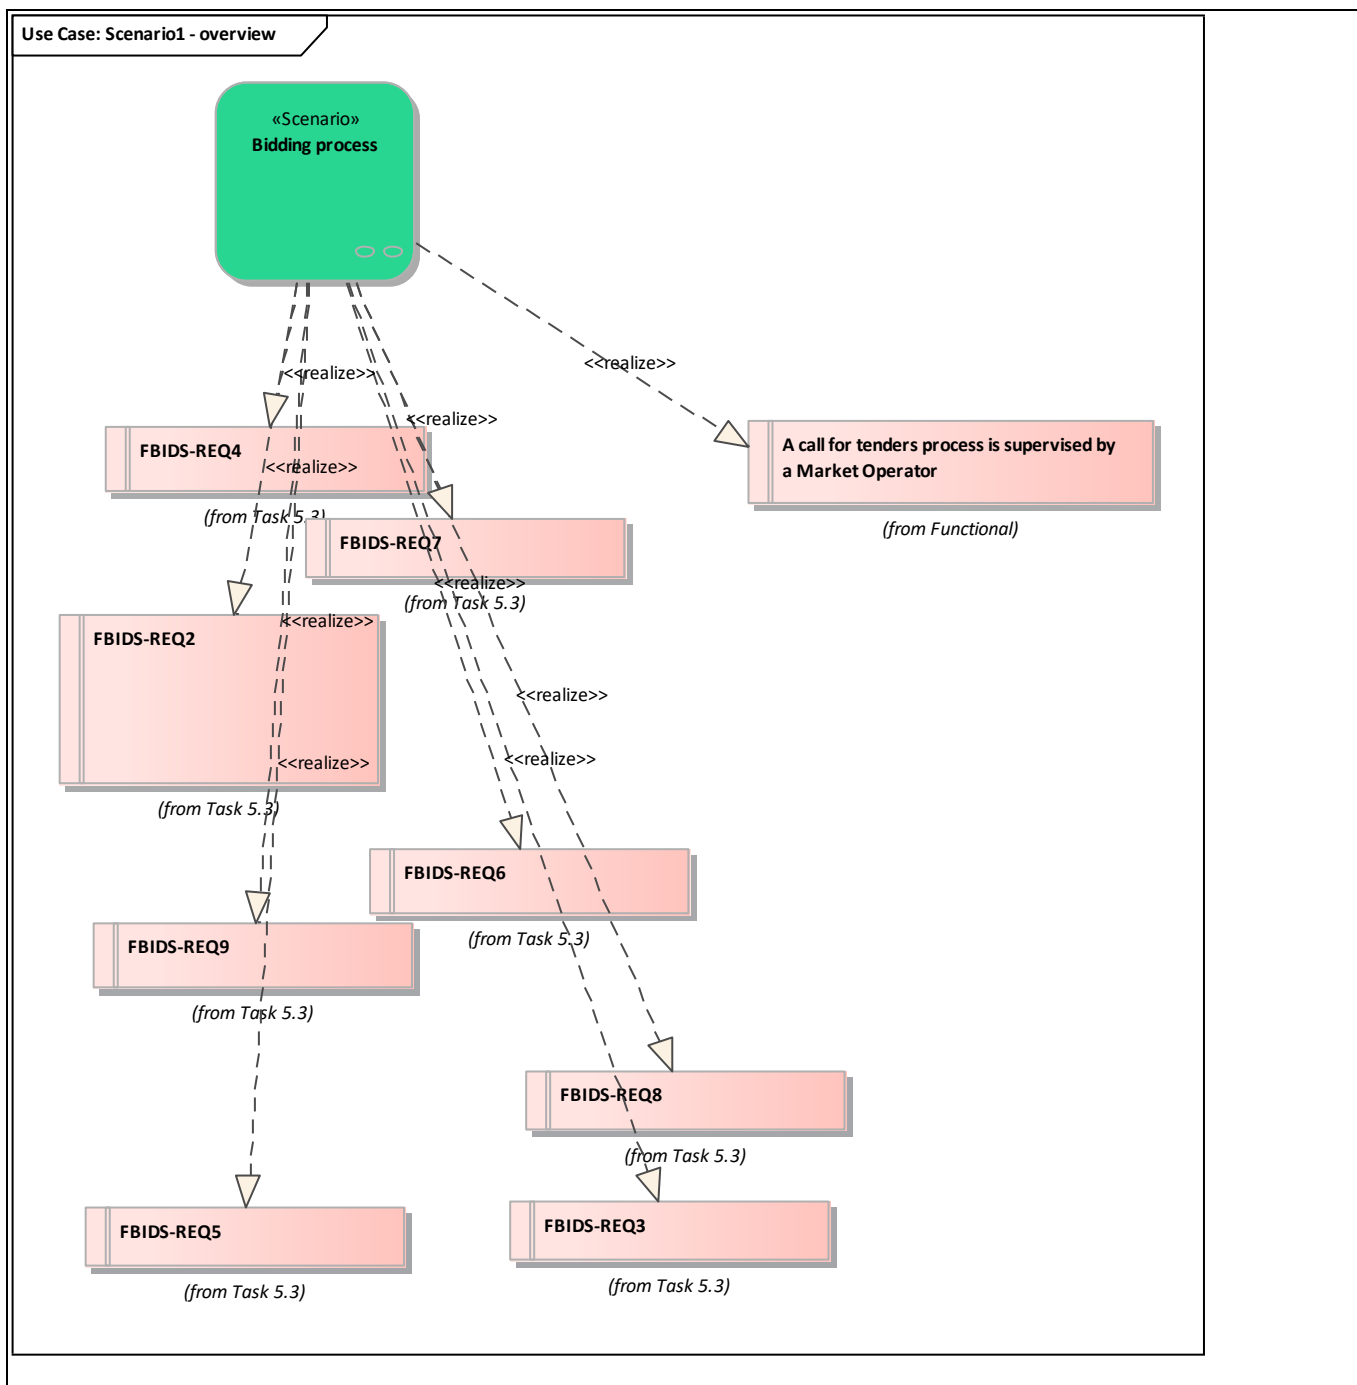 Use Case: Scenario1 - overview
«Scenario»
Bidding process
<<realize>>
<<realize>>
<<realize>>
FBIDS-REQ4
<<realize>>
(from Task 5.3)
A call for tenders process is supervised by
a Market Operator
(from Functional)
FBIDS-REQ7
<<realize>>
(from Task 5.3)
<<realize>>
FBIDS-REQ2
<<realize>>
<<realize>>
<<realize>>
(from Task 5.3)
FBIDS-REQ6
(from Task 5.3)
FBIDS-REQ9
(from Task 5.3)
FBIDS-REQ8
(from Task 5.3)
FBIDS-REQ5
(from Task 5.3)
FBIDS-REQ3
(from Task 5.3)